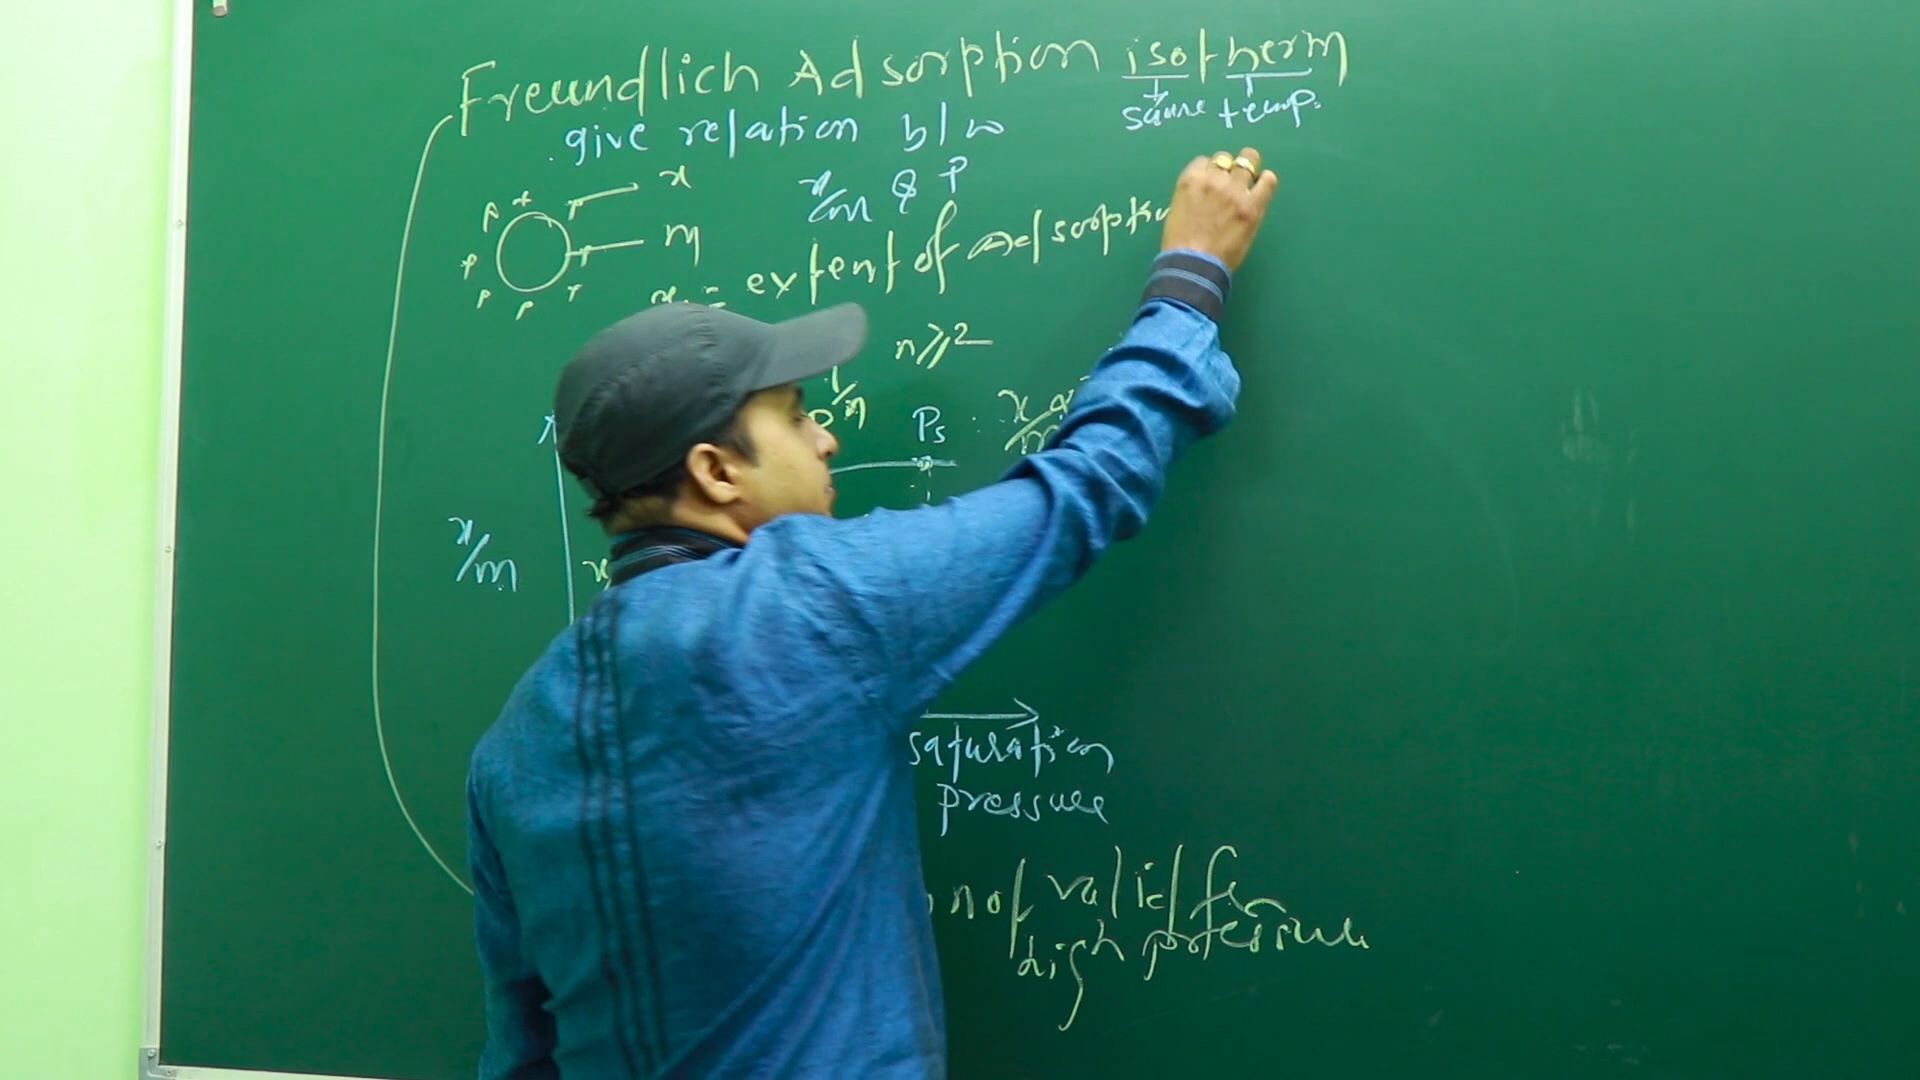 Freundlich Adsorption isotherm
same temp.
give relation b/w
x/m & P
P P P P P P P P
x
m
= extent of Adsorption
n ≥ 2
P 1/n
Ps
x/m α
x/m
saturation
pressure
not valid for
high pressure